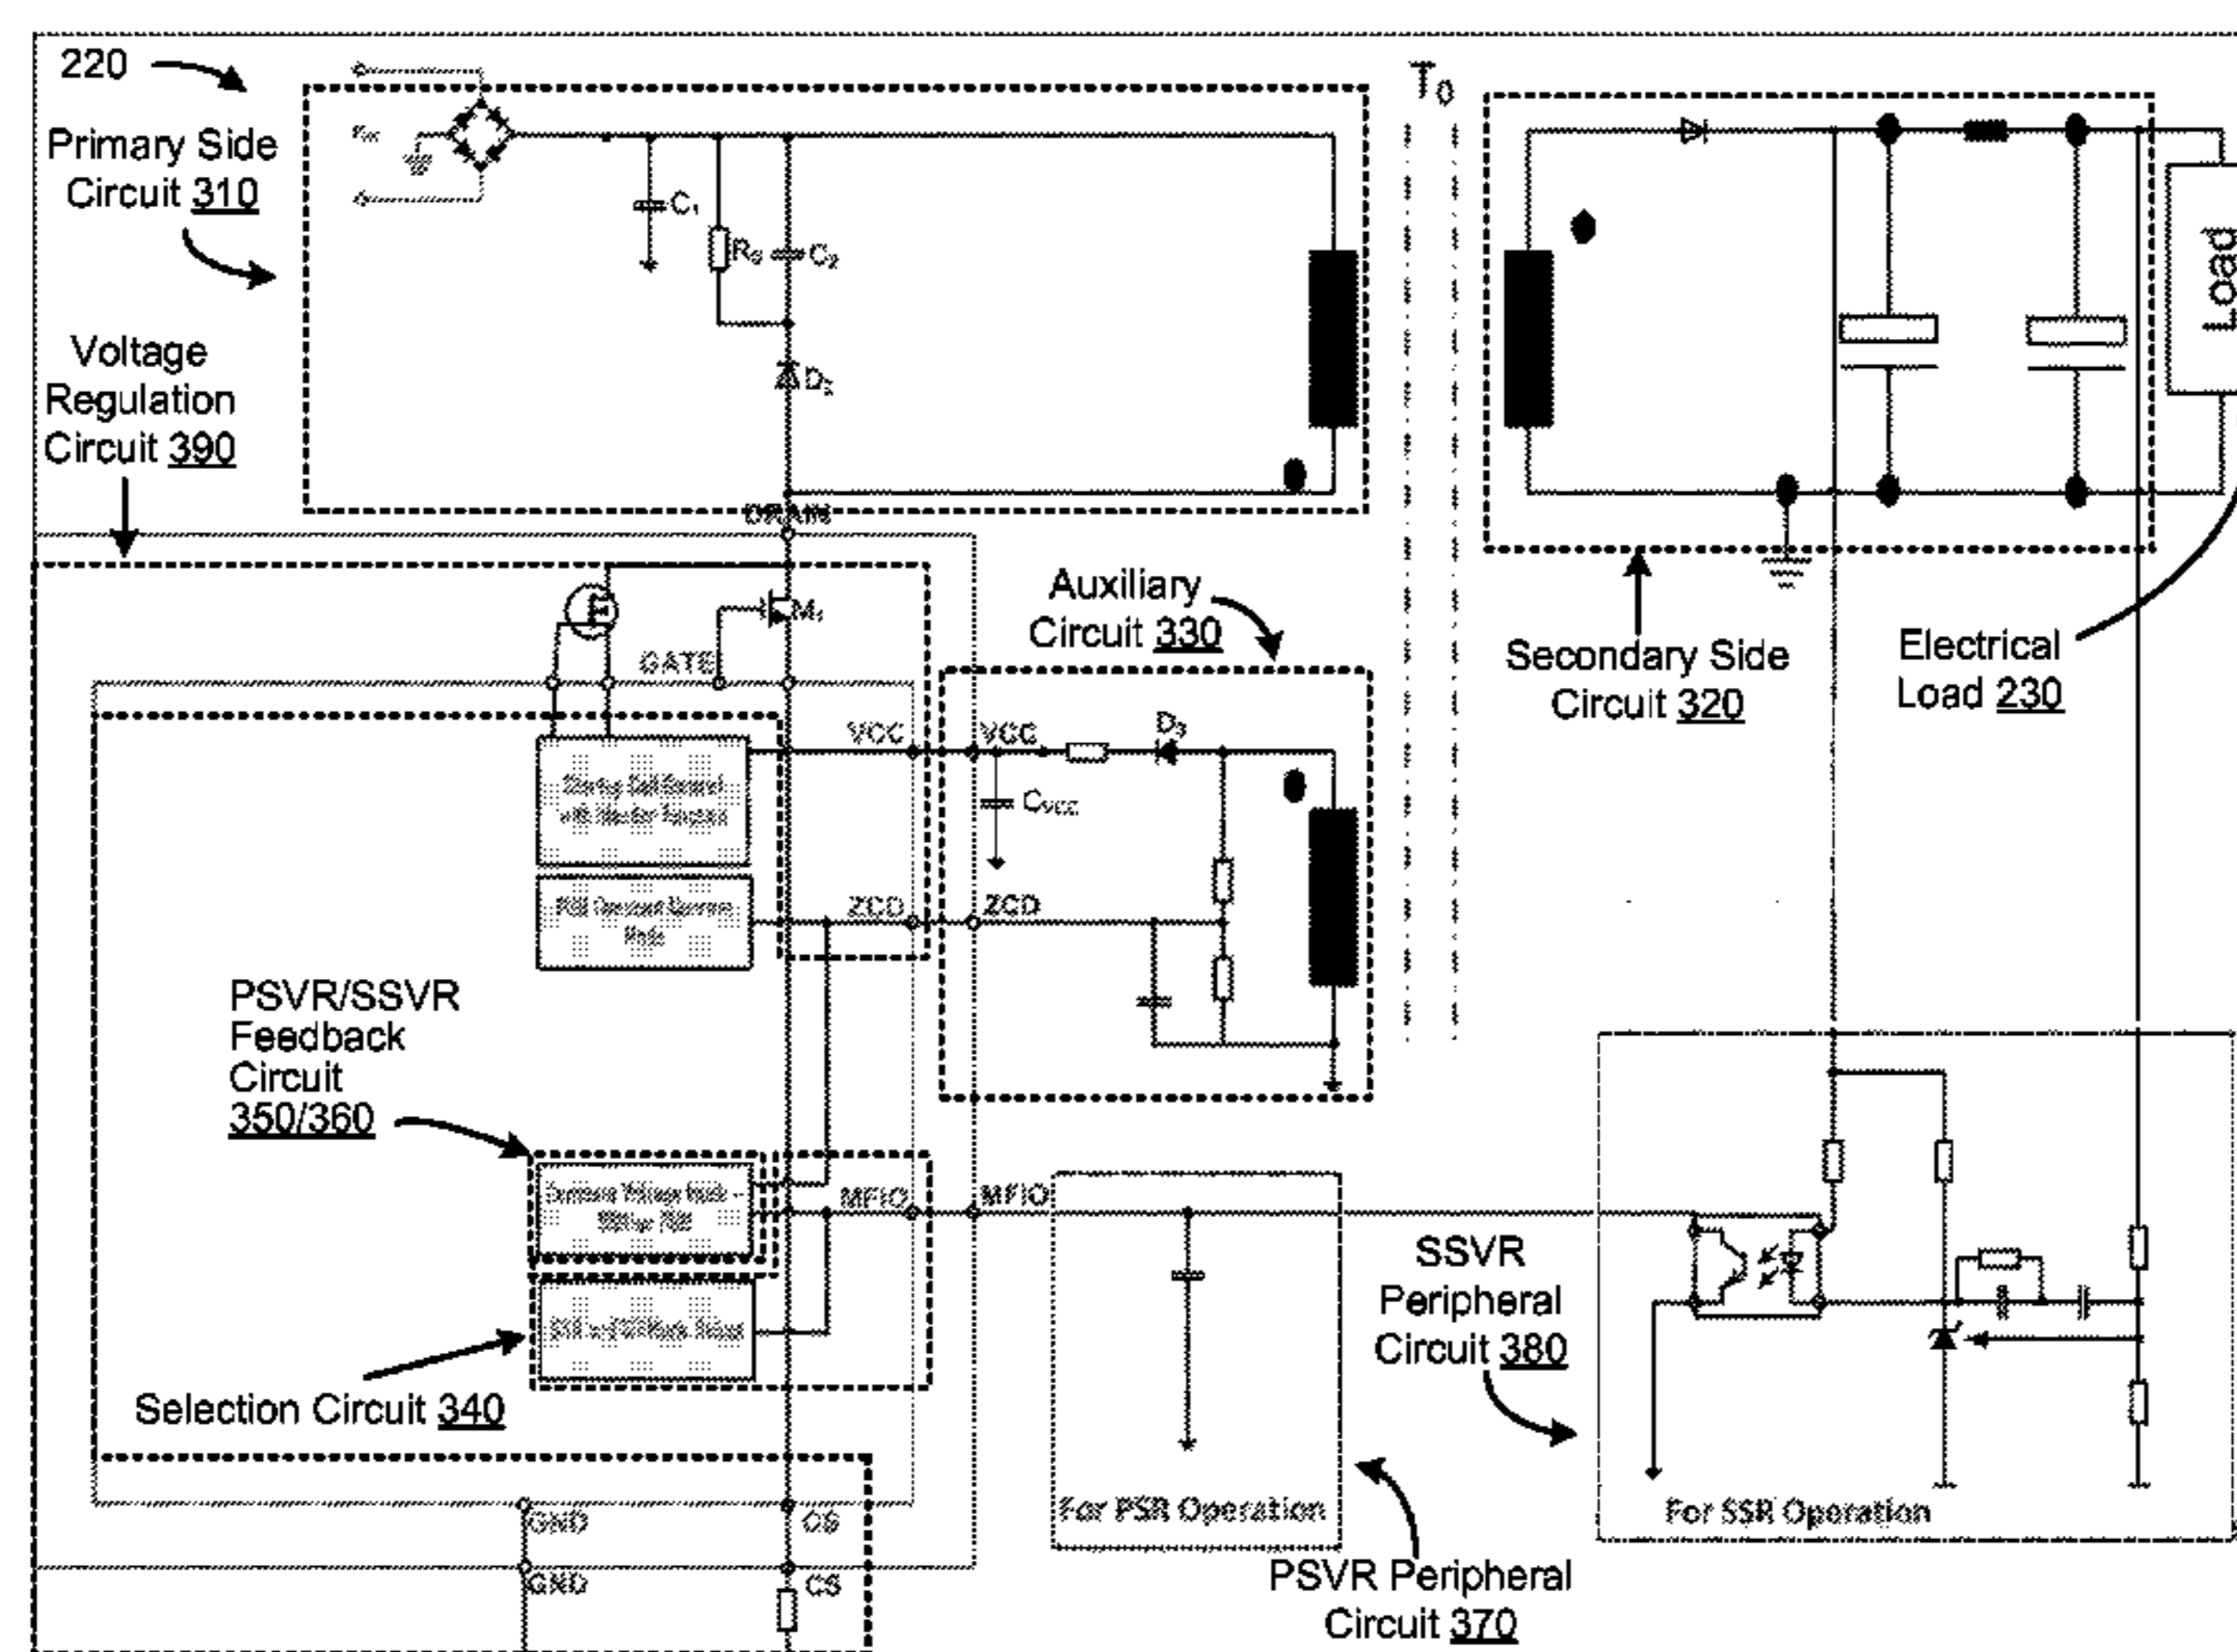 220
Primary Side
Circuit 310
T0
C1
C2
Load
Voltage
Regulation
Circuit 390
DRAIN
M1
GATE
Auxiliary
Circuit 330
Secondary Side
Circuit 320
Electrical
Load 230
VCC
VCC
D3
CVCC
ZCD
ZCD
PSVR/SSVR
Feedback
Circuit
350/360
MFIO
MFIO
SSVR
Peripheral
Circuit 380
Selection Circuit 340
For PSR Operation
For SSR Operation
GND
CS
GND
CS
PSVR Peripheral
Circuit 370